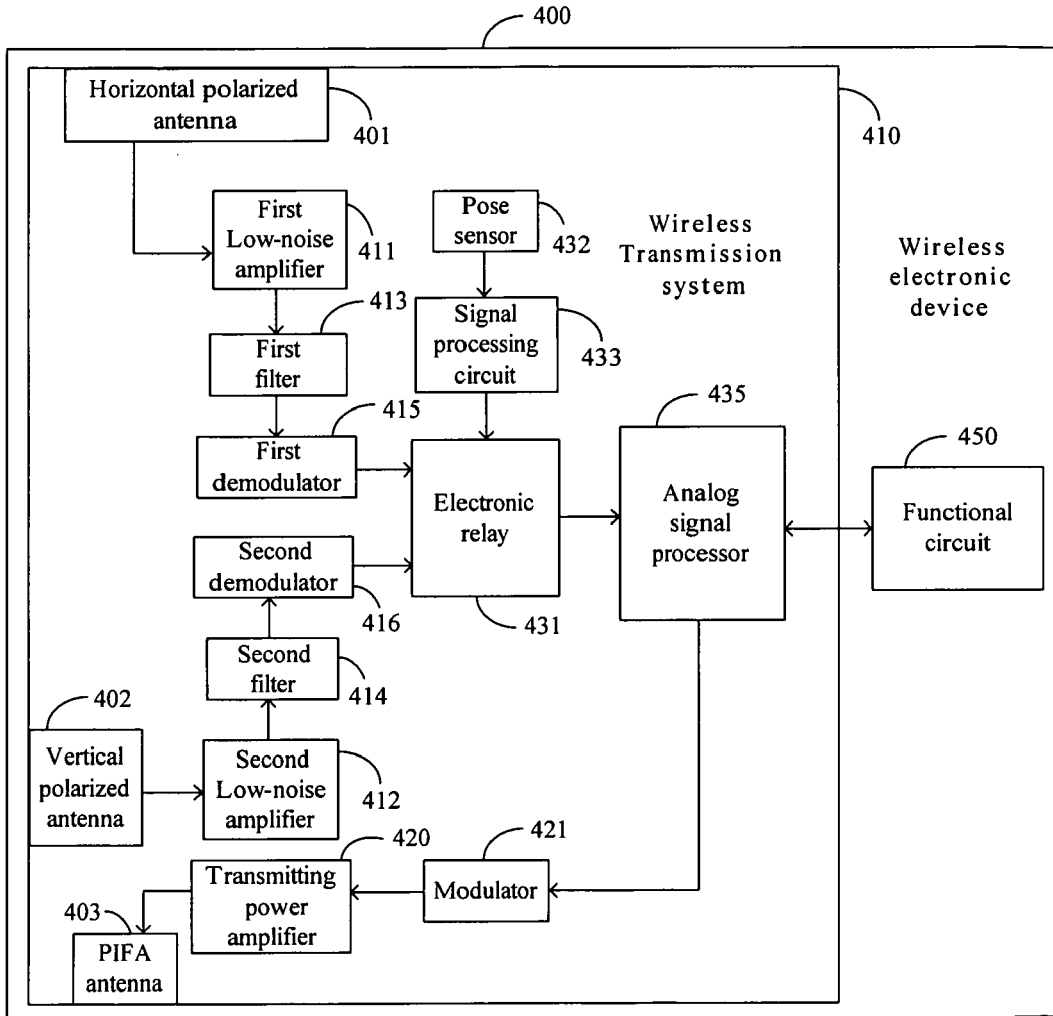 400
Horizontal polarized
antenna
401
410
First
Low-noise
amplifier
411
Pose
sensor
432
Wireless
Transmission
system
Wireless
electronic
device
413
First
filter
Signal
processing
circuit
433
415
First
demodulator
435
450
Electronic
relay
431
Analog
signal
processor
Functional
circuit
Second
demodulator
416
Second
filter
414
402
Vertical
polarized
antenna
Second
Low-noise
amplifier
412
420
421
Transmitting
power
amplifier
Modulator
403
PIFA
antenna